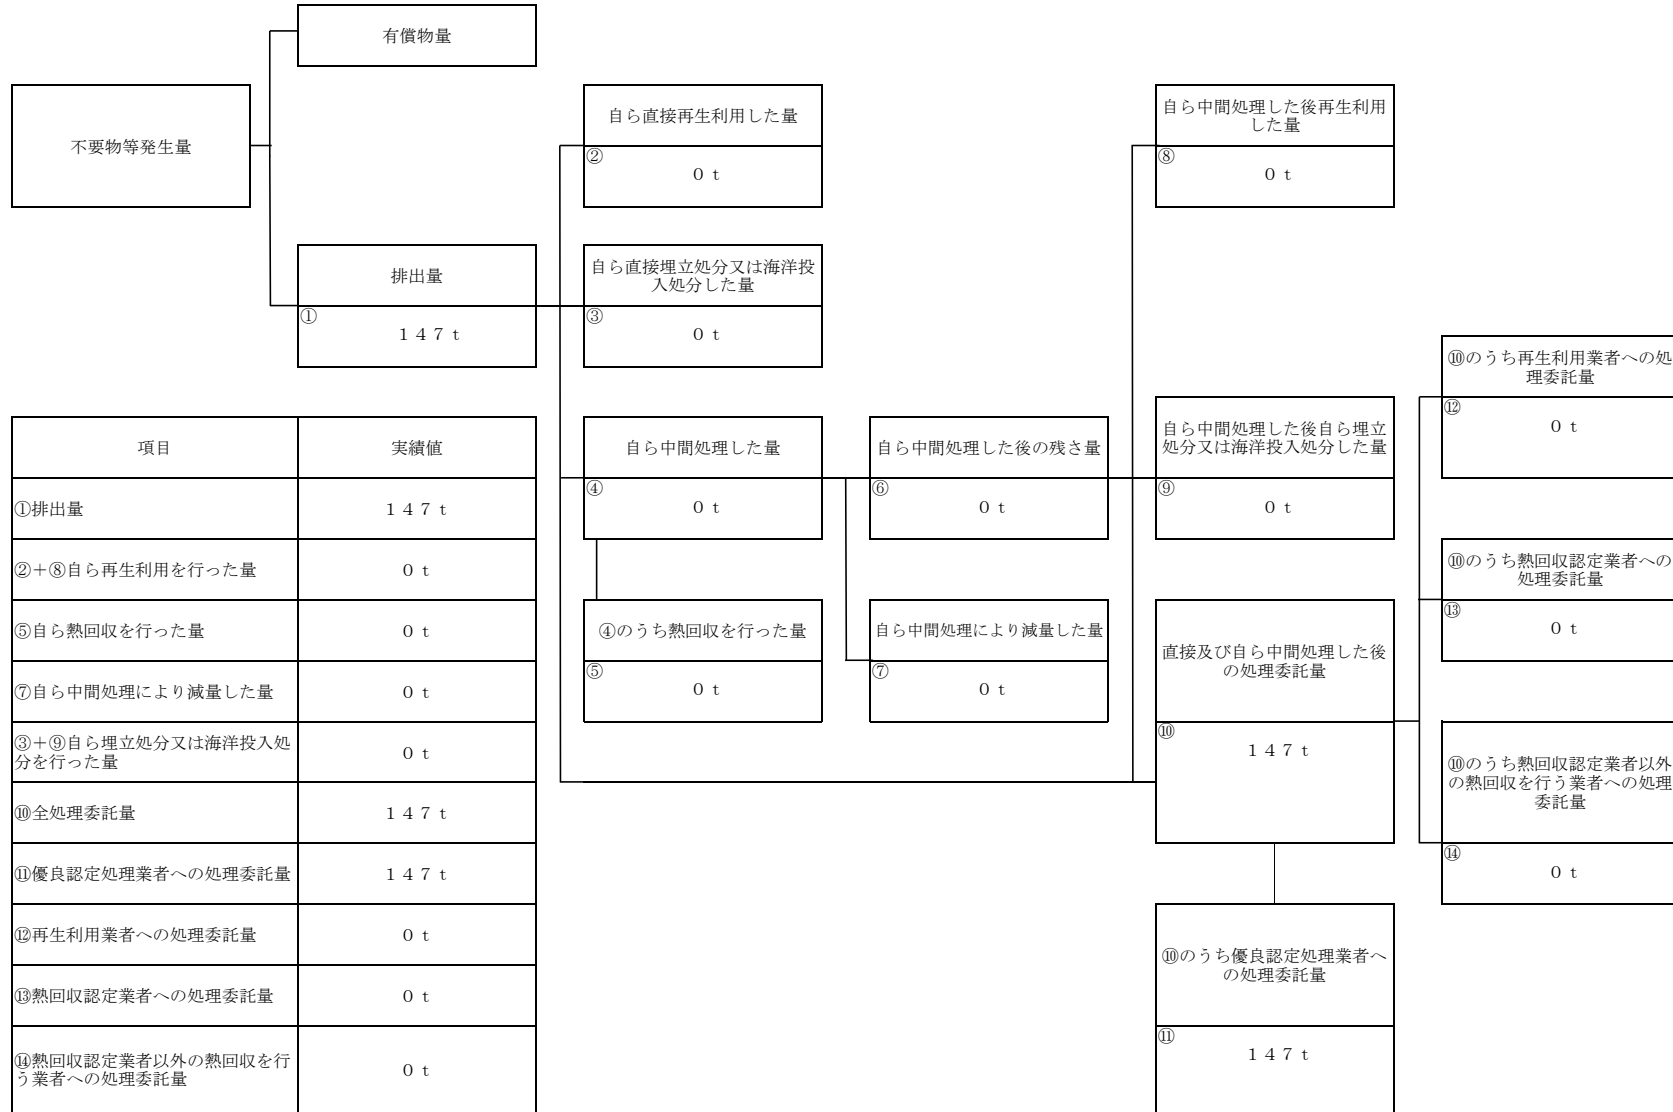 有償物量
不要物等発生量
自ら直接再生利用した量
②
０ｔ
自ら中間処理した後再生利用
した量
⑧
０ｔ
排出量
①
１４７ｔ
自ら直接埋立処分又は海洋投
入処分した量
③
０ｔ
⑩のうち再生利用業者への処
理委託量
⑫
０ｔ
自ら中間処理した量
④
０ｔ
自ら中間処理した後の残さ量
⑥
０ｔ
自ら中間処理した後自ら埋立
処分又は海洋投入処分した量
⑨
０ｔ
⑩のうち熱回収認定業者への
処理委託量
⑬
０ｔ
④のうち熱回収を行った量
⑤
０ｔ
自ら中間処理により減量した量
⑦
０ｔ
直接及び自ら中間処理した後
の処理委託量
⑩
１４７ｔ
⑩のうち熱回収認定業者以外
の熱回収を行う業者への処理
委託量
⑭
０ｔ
⑩のうち優良認定処理業者へ
の処理委託量
⑪
１４７ｔ
項目 実績値
①排出量 １４７ｔ
②＋⑧自ら再生利用を行った量 ０ｔ
⑤自ら熱回収を行った量 ０ｔ
⑦自ら中間処理により減量した量 ０ｔ
③＋⑨自ら埋立処分又は海洋投入処
分を行った量 ０ｔ
⑩全処理委託量 １４７ｔ
⑪優良認定処理業者への処理委託量 １４７ｔ
⑫再生利用業者への処理委託量 ０ｔ
⑬熱回収認定業者への処理委託量 ０ｔ
⑭熱回収認定業者以外の熱回収を行
う業者への処理委託量 ０ｔ